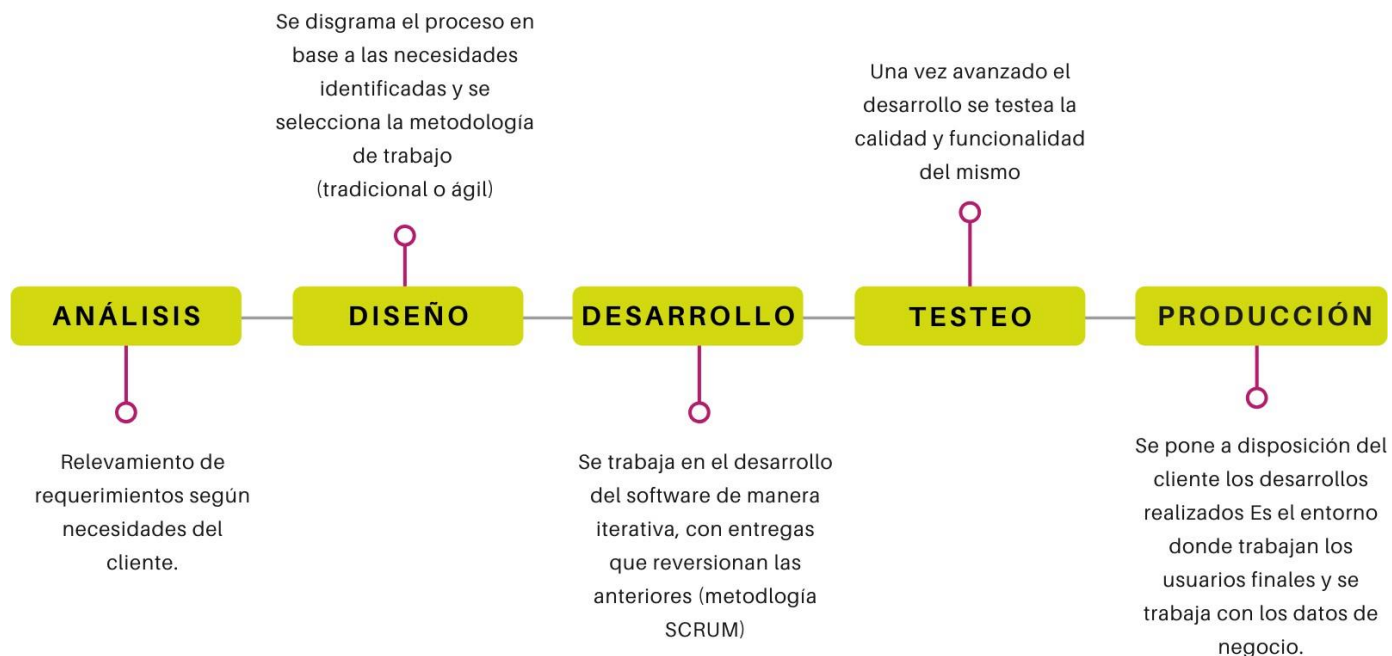 ANÁLISIS
Relevamiento de
requerimientos según
necesidades del
cliente.
Se disgrama el proceso en
base a las necesidades
identificadas y se
selecciona la metodología
de trabajo
(tradicional o ágil)
DISEÑO
DESARROLLO
Se trabaja en el desarrollo
del software de manera
iterativa, con entregas
que reversionan las
anteriores (metodlogía
SCRUM)
Una vez avanzado el
desarrollo se testea la
calidad y funcionalidad
del mismo
TESTEO
PRODUCCIÓN
Se pone a disposición del
cliente los desarrollos
realizados Es el entorno
donde trabajan los
usuarios finales y se
trabaja con los datos de
negocio.